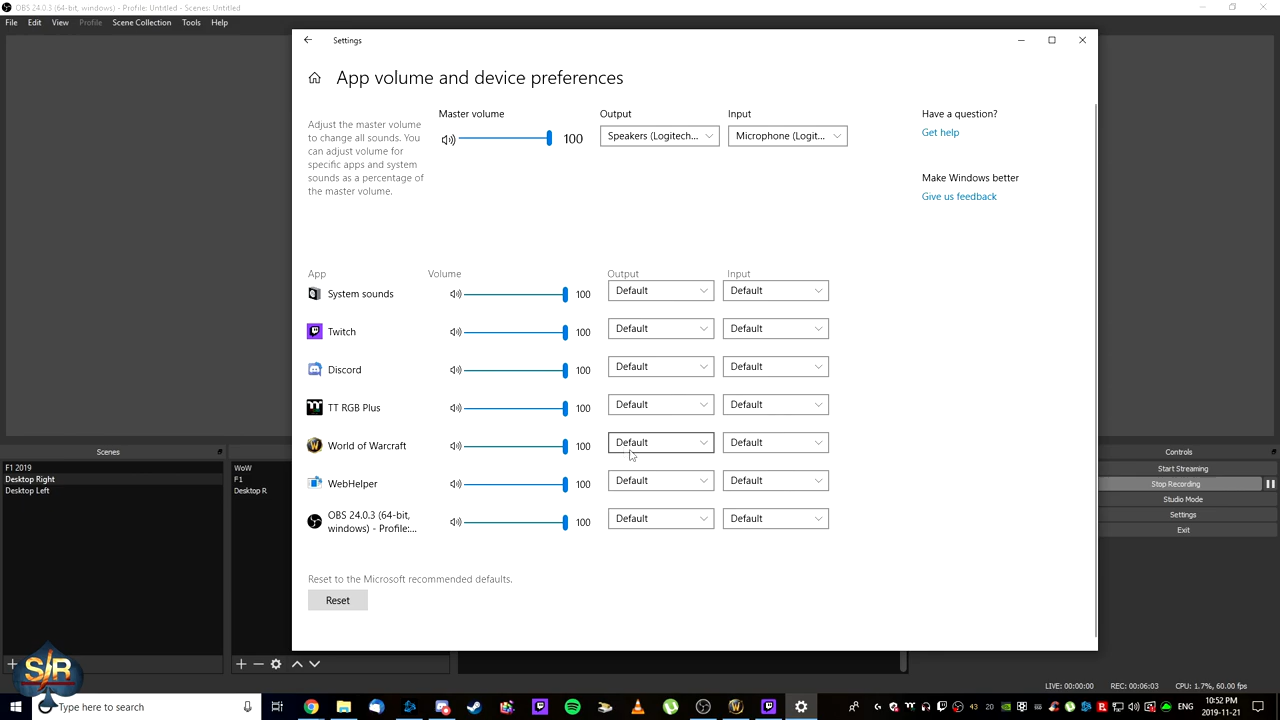 OBS 24.0.3 (64-bit, windows) - Profile: Untitled - Scenes: Untitled
File Edit View Profile Scene Collection Tools Help
Settings
App volume and device preferences
Adjust the master volume
to change all sounds. You
can adjust volume for
specific apps and system
sounds as a percentage of
the master volume.
Master volume
100
Output
Speakers (Logitech...
Input
Microphone (Logit...
Have a question?
Get help
Make Windows better
Give us feedback
App Volume Output Input
System sounds 100 Default Default
Twitch 100 Default Default
Discord 100 Default Default
TT RGB Plus 100 Default Default
World of Warcraft 100 Default Default
WebHelper 100 Default Default
OBS 24.0.3 (64-bit,
windows) - Profile:...
100 Default Default
Reset to the Microsoft recommended defaults.
Reset
Scenes
F1 2019
Desktop Right
Desktop Left
WoW
F1
Desktop R
Controls
Start Streaming
Stop Recording
Studio Mode
Settings
Exit
LIVE: 00:00:00 REC: 00:06:03 CPU: 1.7%, 60.00 fps
SJR
Type here to search
43 20
ENG
10:52 PM
2019-11-21